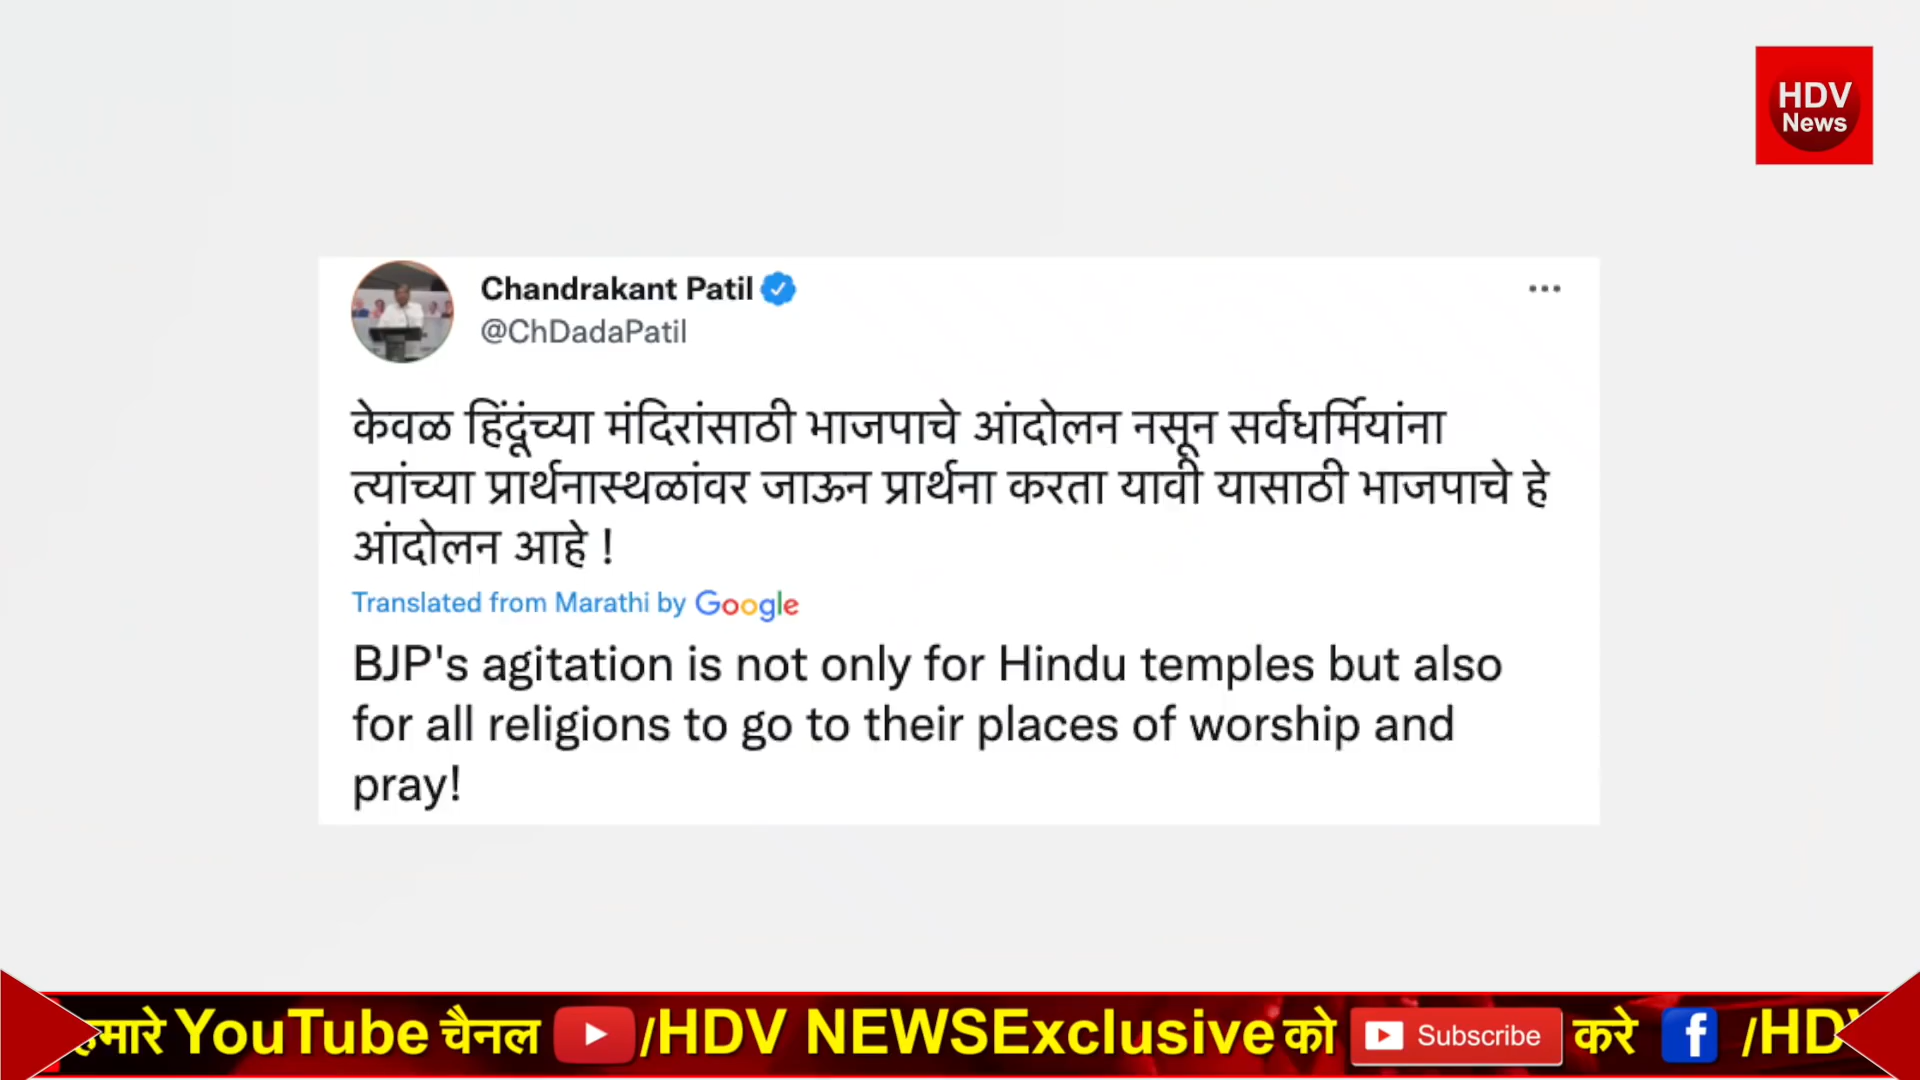 HDV
News
Chandrakant Patil
@ChDadaPatil
केवळ हिंदूंच्या मंदिरांसाठी भाजपाचे आंदोलन नसून सर्वधर्मियांना
त्यांच्या प्रार्थनास्थळांवर जाऊन प्रार्थना करता यावी यासाठी भाजपाचे हे
आंदोलन आहे !
Translated from Marathi by Google
BJP's agitation is not only for Hindu temples but also
for all religions to go to their places of worship and
pray!
हमारे YouTube चैनल /HDV NEWSExclusive को Subscribe करे f /HD